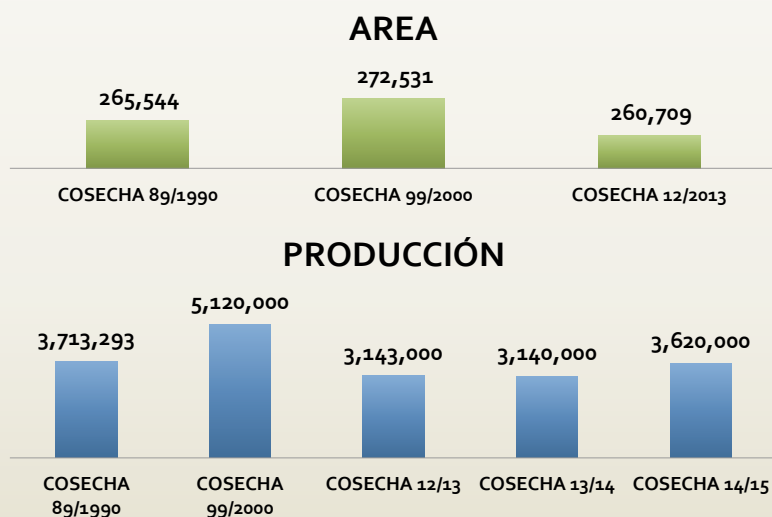 AREA
272,531
265,544
260,709
COSECHA 89/1990
COSECHA 99/2000
COSECHA 12/2013
PRODUCCIÓN
5,120,000
3,713,293
3,143,000
3,140,000
3,620,000
COSECHA
89/1990
COSECHA
99/2000
COSECHA 12/13
COSECHA 13/14
COSECHA 14/15